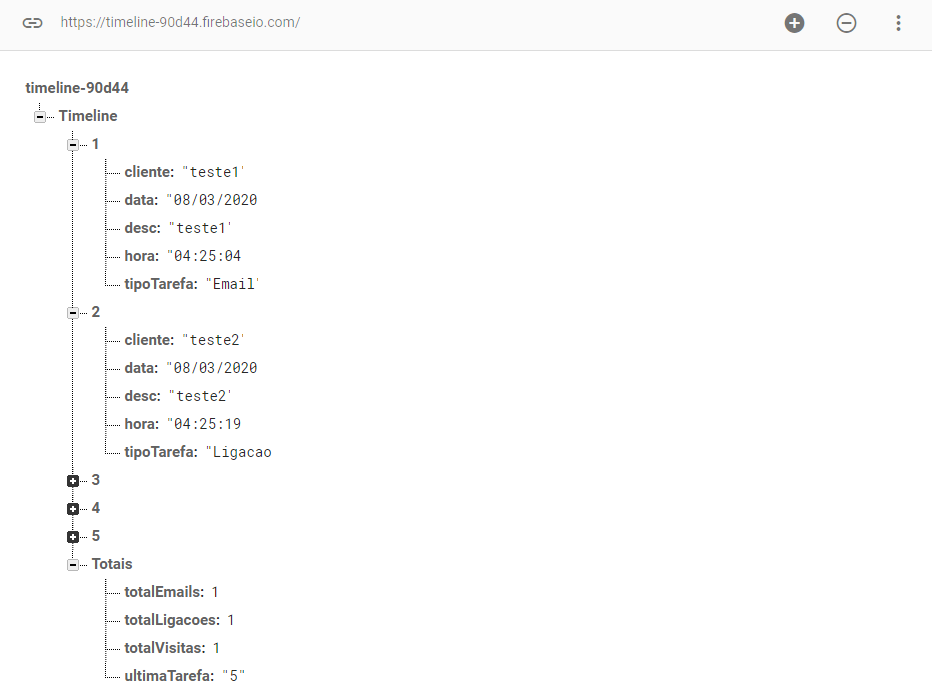 https://timeline-90d44.firebaseio.com/
timeline-90d44
Timeline
1
cliente: "teste1"
data: "08/03/2020
desc: "teste1"
hora: "04:25:04
tipoTarefa: "Email"
2
cliente: "teste2"
data: "08/03/2020
desc: "teste2"
hora: "04:25:19
tipoTarefa: "Ligacao
3
4
5
Totais
totalEmails: 1
totalLigacoes: 1
totalVisitas: 1
ultimaTarefa: "5"